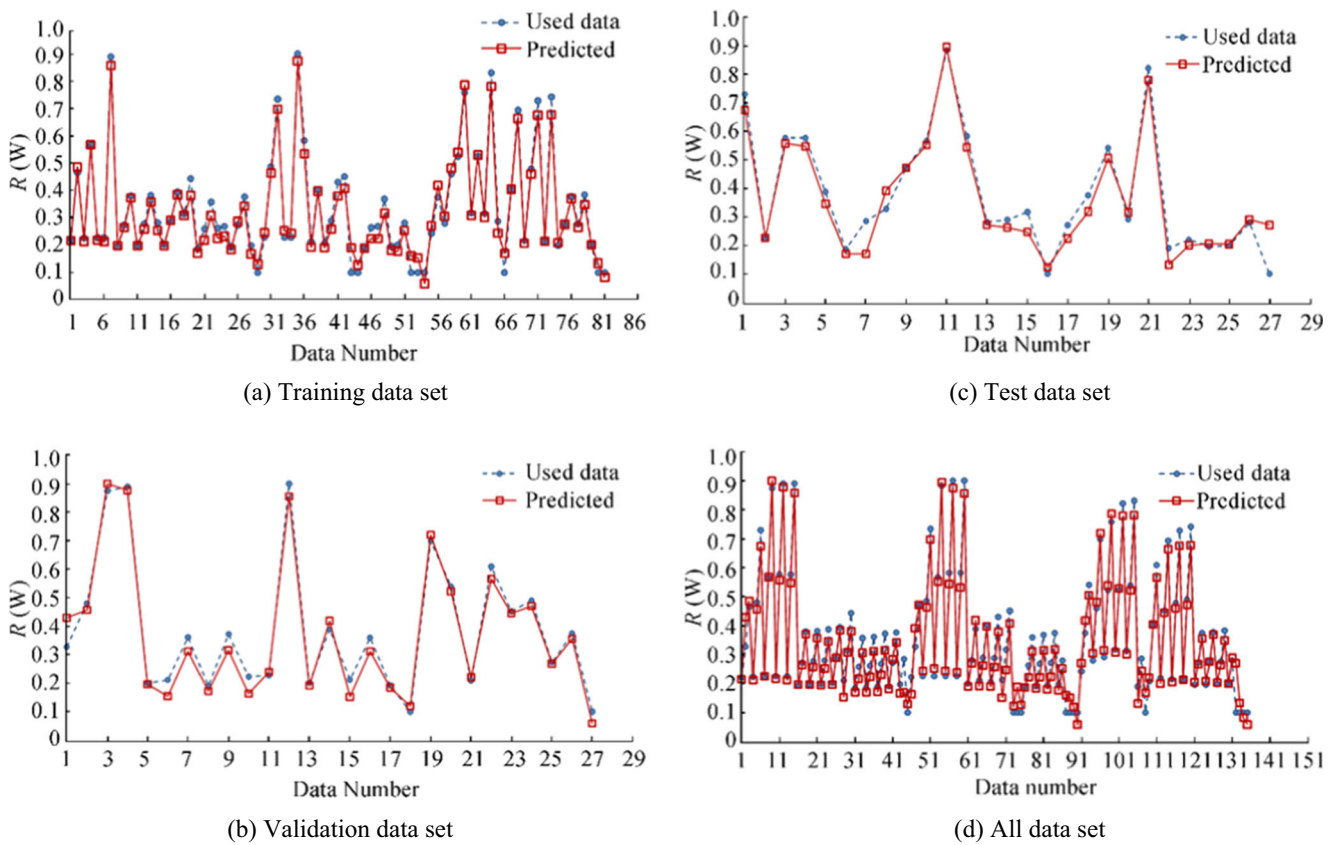 1.0
0.9
0.8
0.7
0.6
0.5
0.4
0.3
0.2
0.1
0
R (W)
Used data
Predicted
1 6 11 16 21 26 31 36 41 46 51 56 61 66 71 76 81 86
Data Number
(a) Training data set
1.0
0.9
0.8
0.7
0.6
0.5
0.4
0.3
0.2
0.1
0
R (W)
Used data
Predicted
1 3 5 7 9 11 13 15 17 19 21 23 25 27 29
Data Number
(c) Test data set
1.0
0.9
0.8
0.7
0.6
0.5
0.4
0.3
0.2
0.1
0
R (W)
Used data
Predicted
1 3 5 7 9 11 13 15 17 19 21 23 25 27 29
Data Number
(b) Validation data set
1.0
0.9
0.8
0.7
0.6
0.5
0.4
0.3
0.2
0.1
0
R (W)
Used data
Predicted
1 11 21 31 41 51 61 71 81 91 101 111 121 131 141 151
Data number
(d) All data set